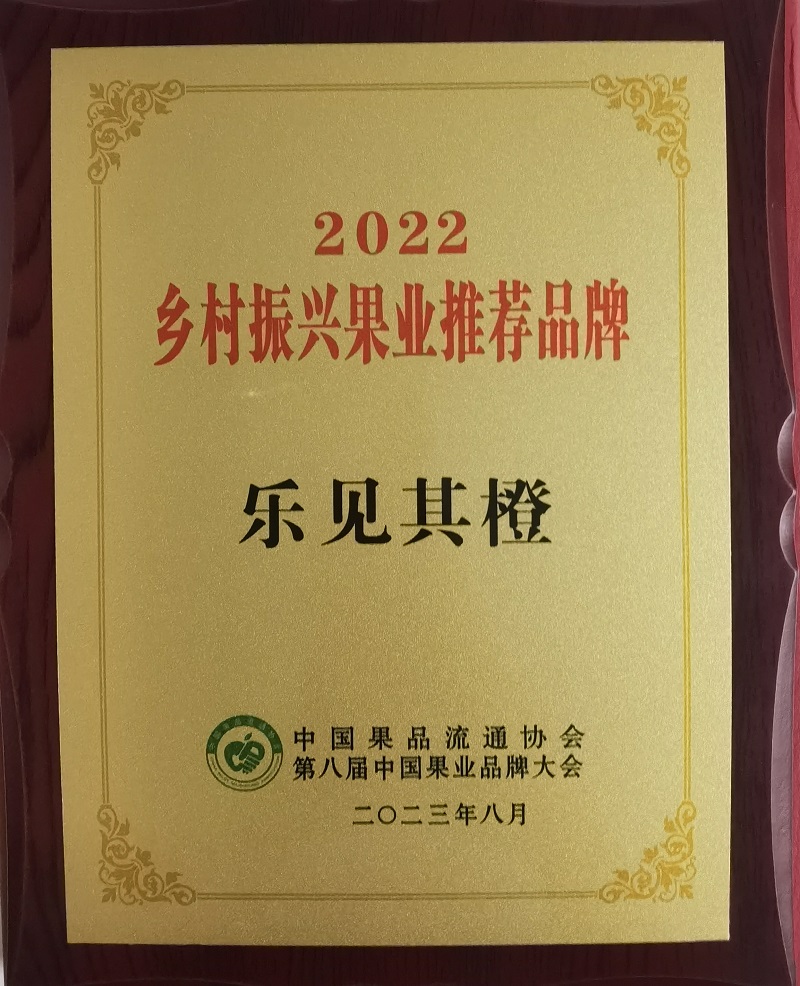 2022
乡村振兴果业推荐品牌
乐见其橙
中国果品流通协会
第八届中国果业品牌大会
二〇二三年八月